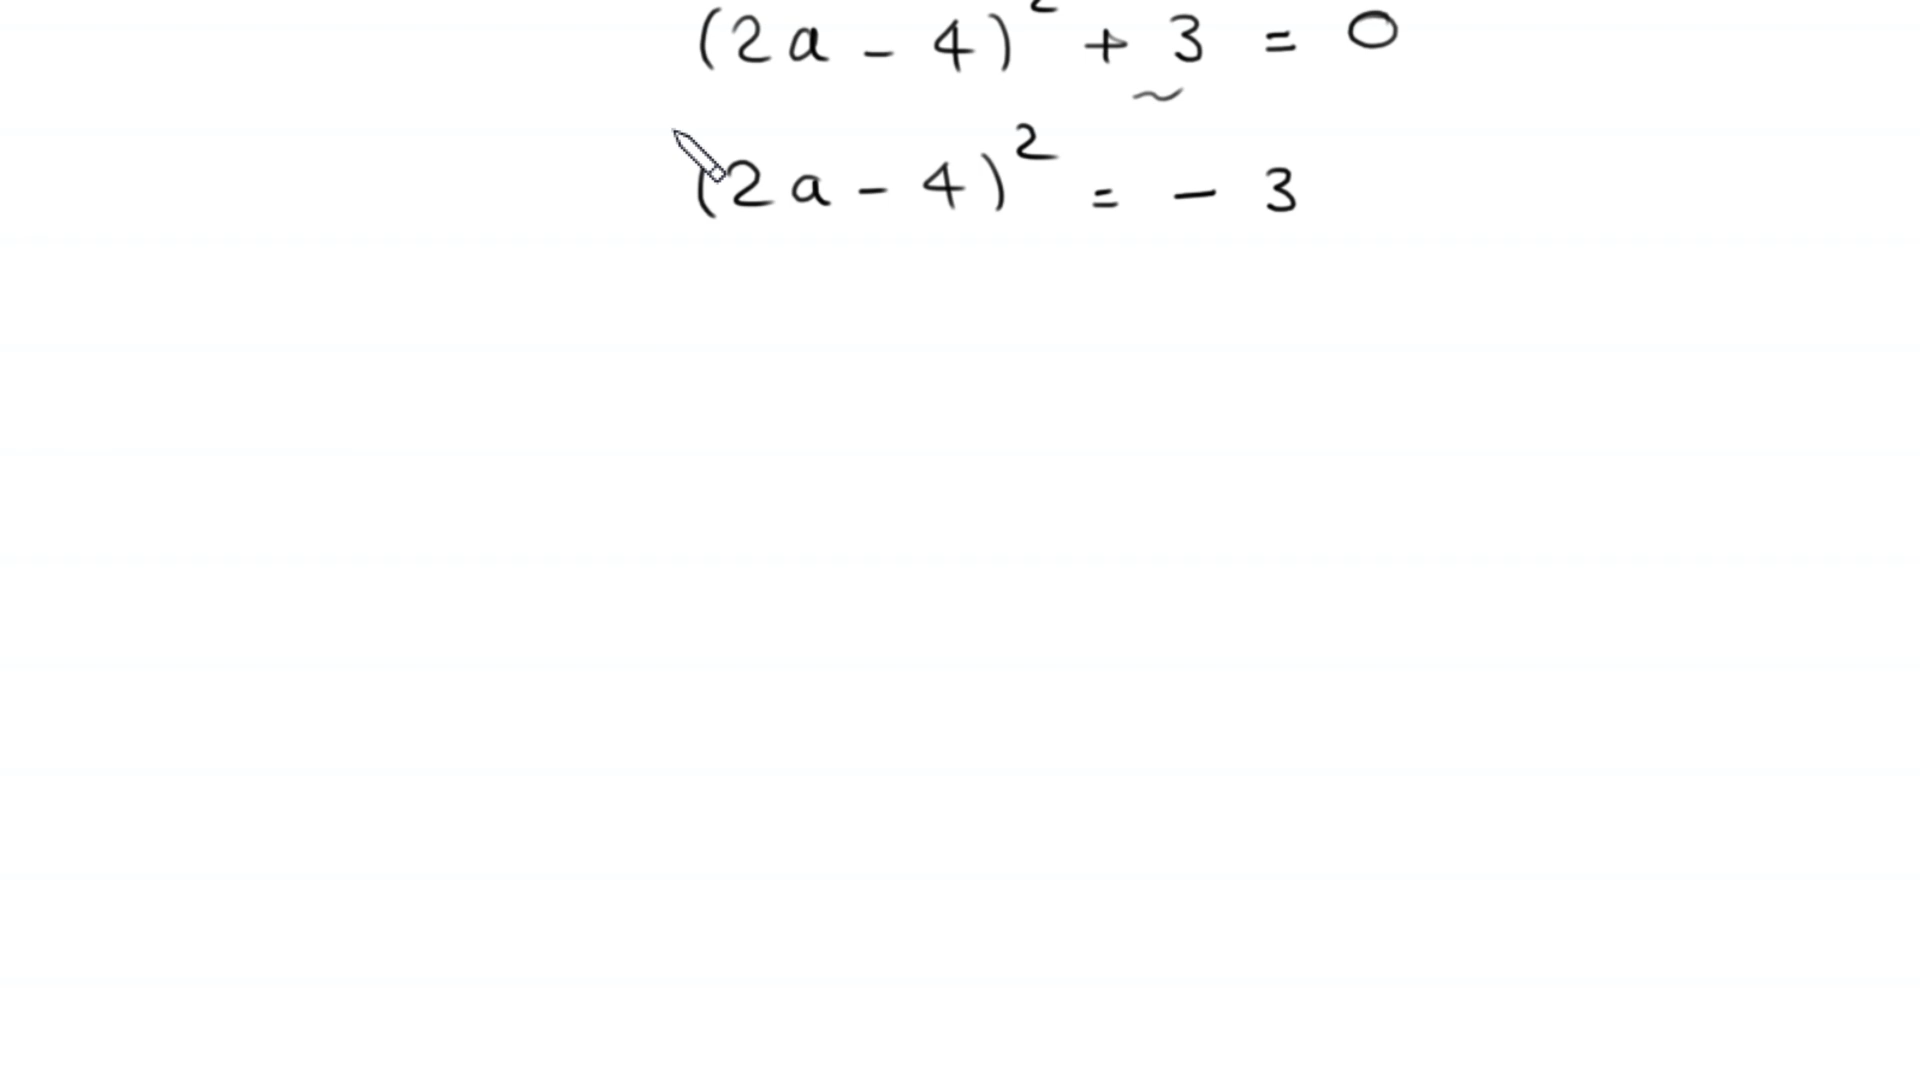 (2a - 4)² + 3 = 0
(2a - 4)² = - 3